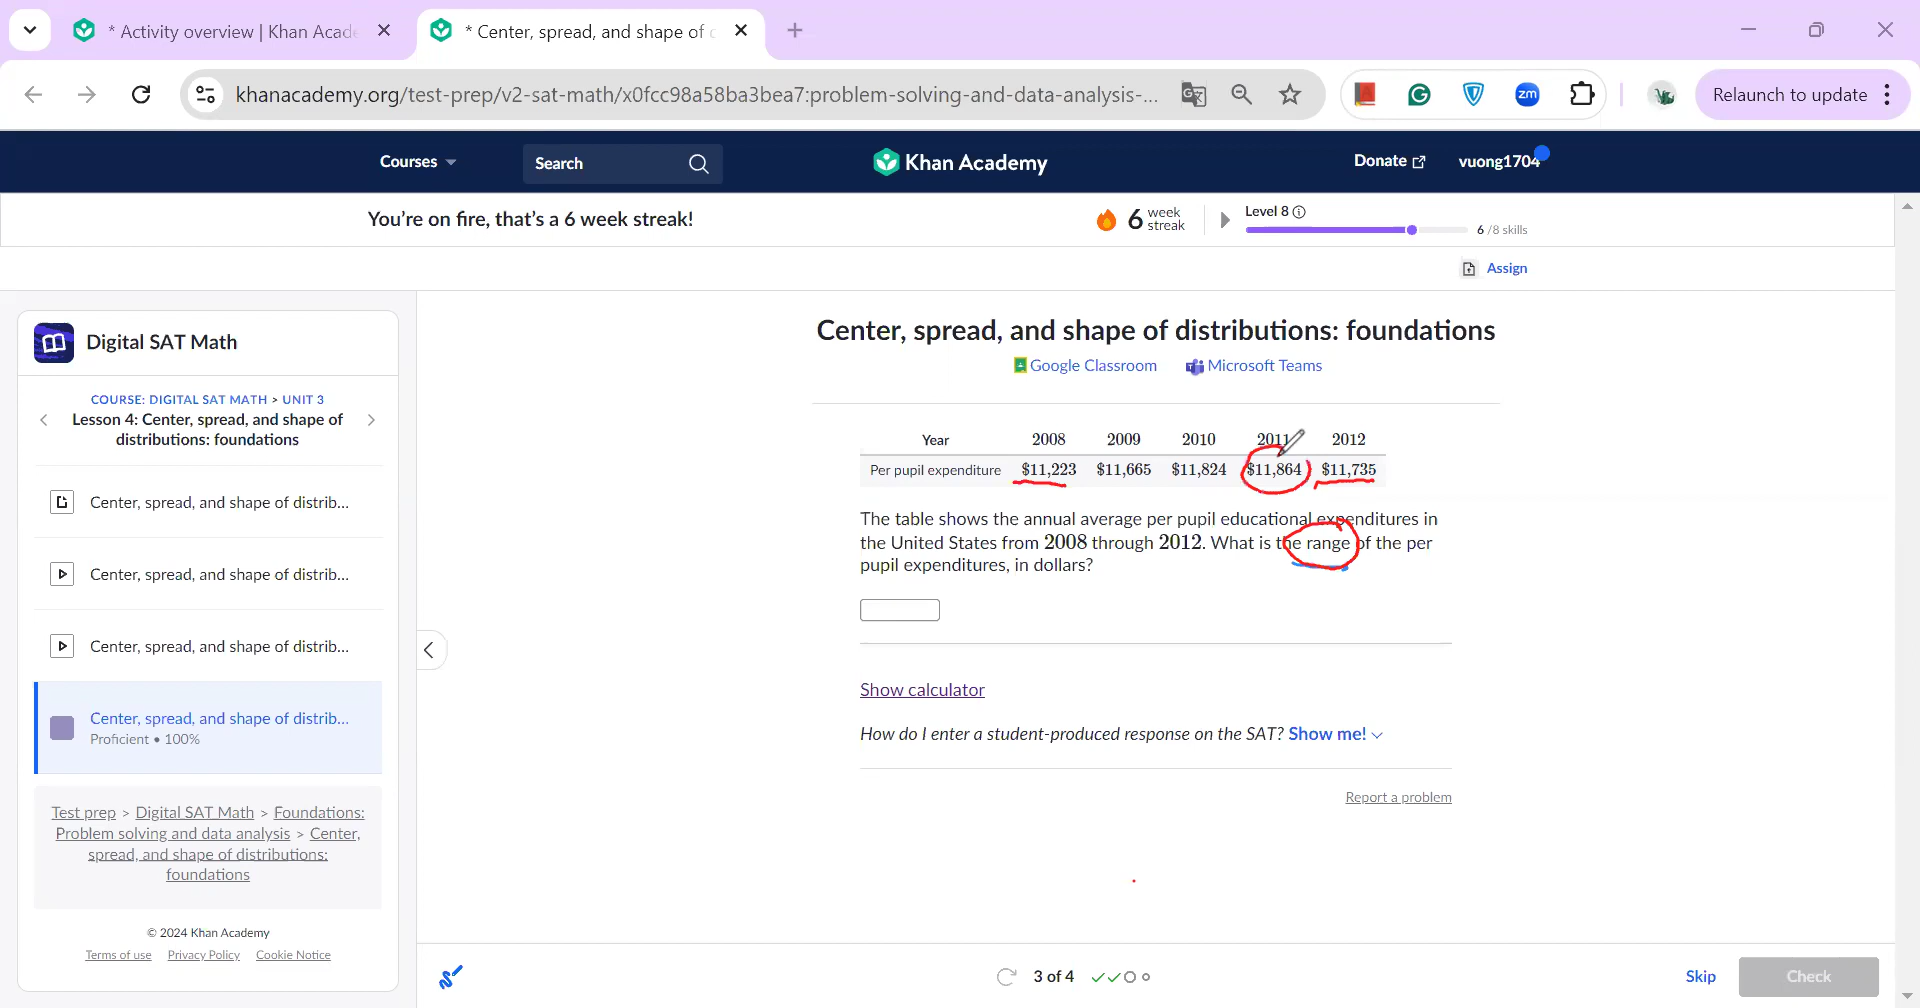 * Activity overview | Khan Acade
* Center, spread, and shape of c
khanacademy.org/test-prep/v2-sat-math/x0fcc98a58ba3bea7:problem-solving-and-data-analysis-...
zm
Relaunch to update
Courses
Search
Khan Academy
Donate
vuong1704
You're on fire, that's a 6 week streak!
6 week streak
Level 8
6 /8 skills
Assign
Digital SAT Math
COURSE: DIGITAL SAT MATH > UNIT 3
Lesson 4: Center, spread, and shape of
distributions: foundations
Center, spread, and shape of distrib...
Center, spread, and shape of distrib...
Center, spread, and shape of distrib...
Center, spread, and shape of distrib...
Proficient • 100%
Test prep > Digital SAT Math > Foundations:
Problem solving and data analysis > Center,
spread, and shape of distributions:
foundations
© 2024 Khan Academy
Terms of use Privacy Policy Cookie Notice
Center, spread, and shape of distributions: foundations
Google Classroom Microsoft Teams
Year 2008 2009 2010 2011 2012
Per pupil expenditure $11,223 $11,665 $11,824 $11,864 $11,735
The table shows the annual average per pupil educational expenditures in
the United States from 2008 through 2012. What is the range of the per
pupil expenditures, in dollars?
Show calculator
How do I enter a student-produced response on the SAT? Show me!
Report a problem
3 of 4
Skip
Check